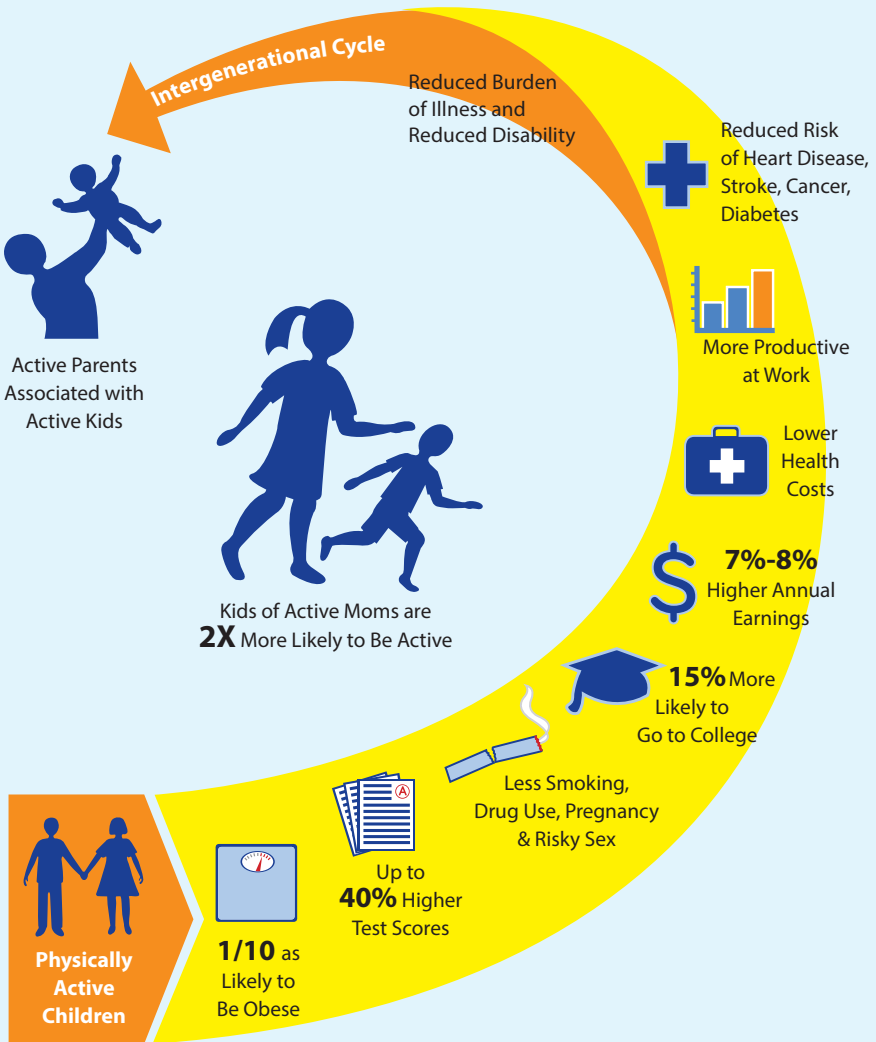 Physically
Active
Children
1/10 as
Likely to
Be Obese
Up to
40% Higher
Test Scores
A
Less Smoking,
Drug Use, Pregnancy
& Risky Sex
15% More
Likely to
Go to College
7%-8%
Higher Annual
Earnings
Lower
Health
Costs
More Productive
at Work
Reduced Risk
of Heart Disease,
Stroke, Cancer,
Diabetes
Reduced Burden
of Illness and
Reduced Disability
Intergenerational Cycle
Active Parents
Associated with
Active Kids
Kids of Active Moms are
2X More Likely to Be Active